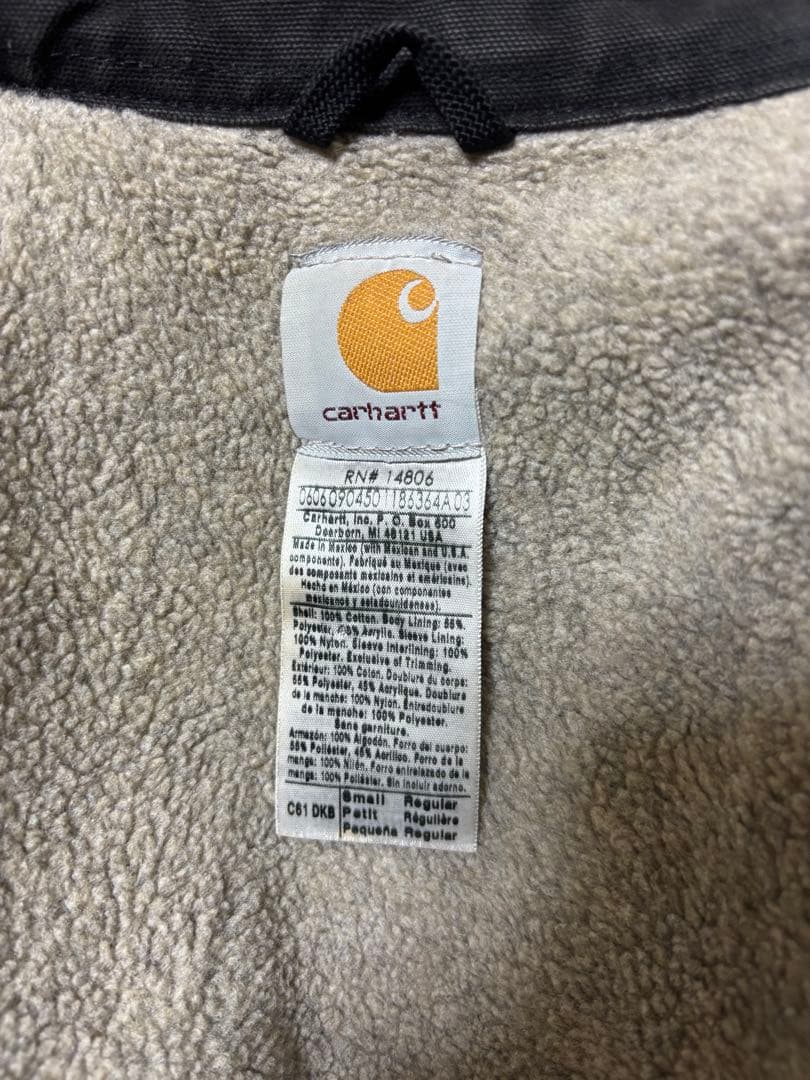 carhartt
RN# 14806
0606090450118​6364A 03
Carhartt, Inc. P. O. Box 600
Dearborn, MI 48121 USA
Made in Mexico (with Mexican and U.S.A.
components). Fabriqué au Mexique (avec
des composants mexicains et américains).
Hecho en México (con componentes
mexicanos y estadounidenses).
Shell: 100% Cotton. Body Lining: 55%
Polyester, 45% Acrylic. Sleeve Lining:
100% Nylon. Sleeve Interlining: 100%
Polyester. Exclusive of Trimming.
Extérieur: 100% Coton. Doublure du corps:
55% Polyester, 45% Acrylique. Doublure
de la manche: 100% Nylon. Entredoublure
de la manche: 100% Polyester.
Sans garniture.
Armazón: 100% Algodón. Forro del cuerpo:
55% Poliéster, 45% Acrílico. Forro de la
manga: 100% Nilón. Forro entrelazado de la
manga: 100% Poliéster. Sin incluir adorno.
C61 DKB
Small Regular
Petit Régulière
Pequeña Regular